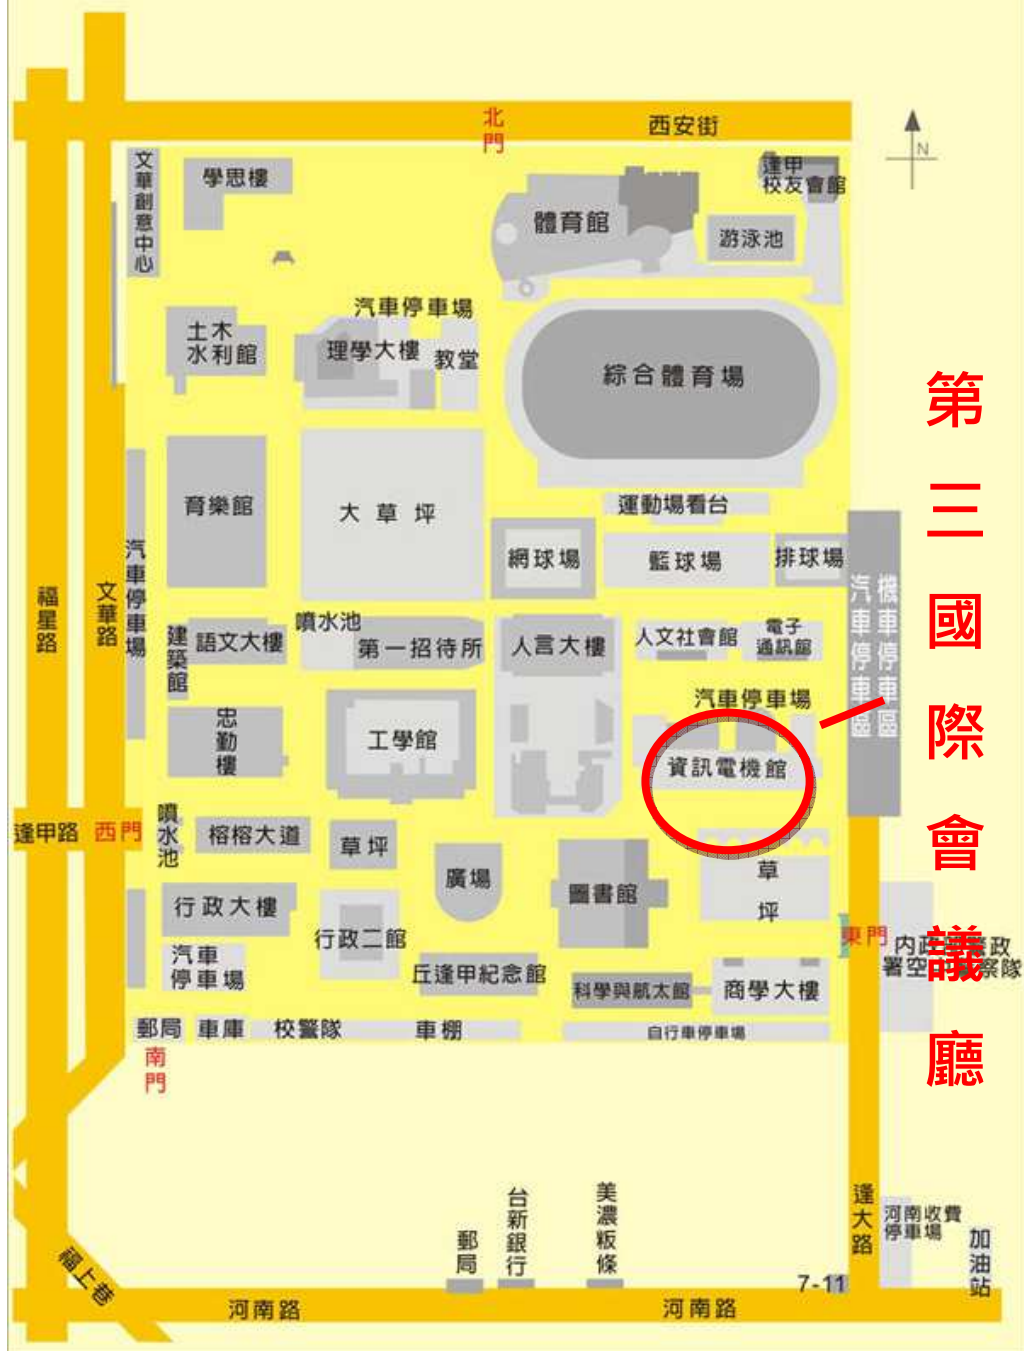 北門
西安街
N
文華創意中心
學思樓
體育館
逢甲
校友會館
游泳池
汽車停車場
土木
水利館
理學大樓
教堂
綜合體育場
第三國際會議廳
育樂館
大草坪
運動場看台
網球場
籃球場
排球場
汽車停車場
文華路
福星路
機車停車區
汽車停車區
噴水池
建築館
語文大樓
第一招待所
人言大樓
人文社會館
電子
通訊館
汽車停車場
忠勤樓
工學館
資訊電機館
逢甲路
西門
噴水池
榕榕大道
草坪
廣場
圖書館
草坪
行政大樓
行政二館
東門
汽車
停車場
丘逢甲紀念館
科學與航太館
商學大樓
郵局
車庫
校警隊
車棚
自行車停車場
南門
逢大路
河南收費
停車場
加油站
郵局
台新銀行
美濃粄條
7-11
福上巷
河南路
河南路